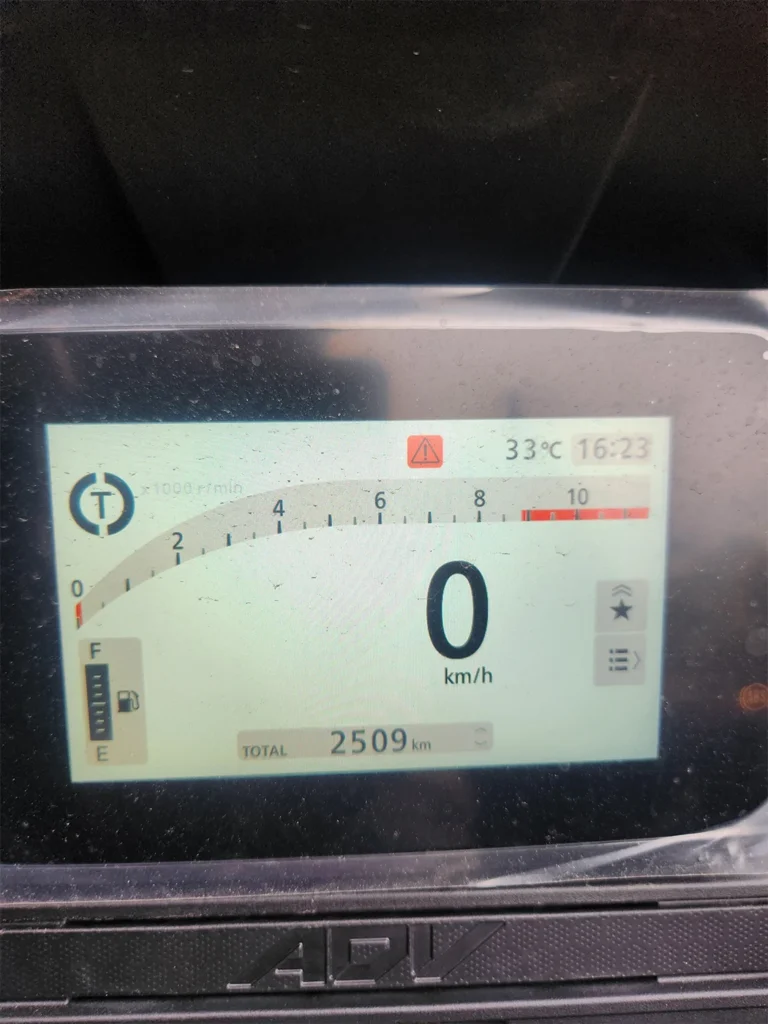 33°C 16:23
T x1000 r/min
0 2 4 6 8 10
0
km/h
F
E
TOTAL 2509 km
ADV